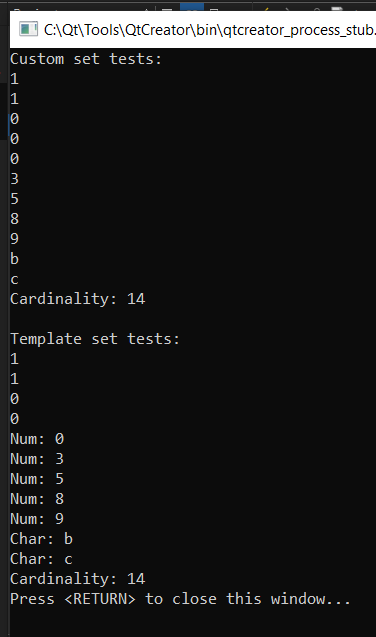 C:\Qt\Tools\QtCreator\bin\qtcreator_process_stub.
Custom set tests:
1
1
0
0
0
3
5
8
9
b
c
Cardinality: 14
Template set tests:
1
1
0
0
Num: 0
Num: 3
Num: 5
Num: 8
Num: 9
Char: b
Char: c
Cardinality: 14
Press <RETURN> to close this window...